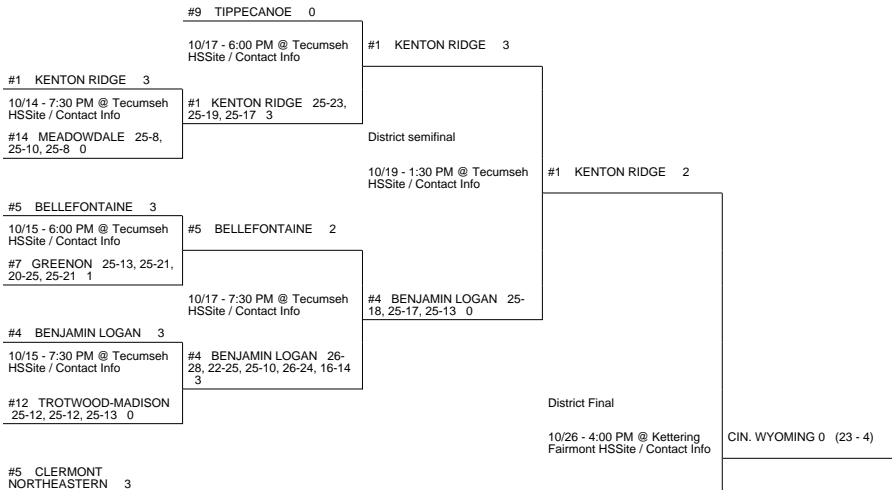 #9 TIPPECANOE 0
10/17 - 6:00 PM @ Tecumseh
HSSite / Contact Info
#1 KENTON RIDGE 3
#1 KENTON RIDGE 3
10/14 - 7:30 PM @ Tecumseh
HSSite / Contact Info
#1 KENTON RIDGE 25-23,
25-19, 25-17 3
#14 MEADOWDALE 25-8,
25-10, 25-8 0
District semifinal
10/19 - 1:30 PM @ Tecumseh
HSSite / Contact Info
#1 KENTON RIDGE 2
#5 BELLEFONTAINE 3
10/15 - 6:00 PM @ Tecumseh
HSSite / Contact Info
#5 BELLEFONTAINE 2
#7 GREENON 25-13, 25-21,
20-25, 25-21 1
10/17 - 7:30 PM @ Tecumseh
HSSite / Contact Info
#4 BENJAMIN LOGAN 25-
18, 25-17, 25-13 0
#4 BENJAMIN LOGAN 3
10/15 - 7:30 PM @ Tecumseh
HSSite / Contact Info
#4 BENJAMIN LOGAN 26-
28, 22-25, 25-10, 26-24, 16-14
3
#12 TROTWOOD-MADISON
25-12, 25-12, 25-13 0
District Final
10/26 - 4:00 PM @ Kettering
Fairmont HSSite / Contact Info
CIN. WYOMING 0 (23 - 4)
#5 CLERMONT
NORTHEASTERN 3